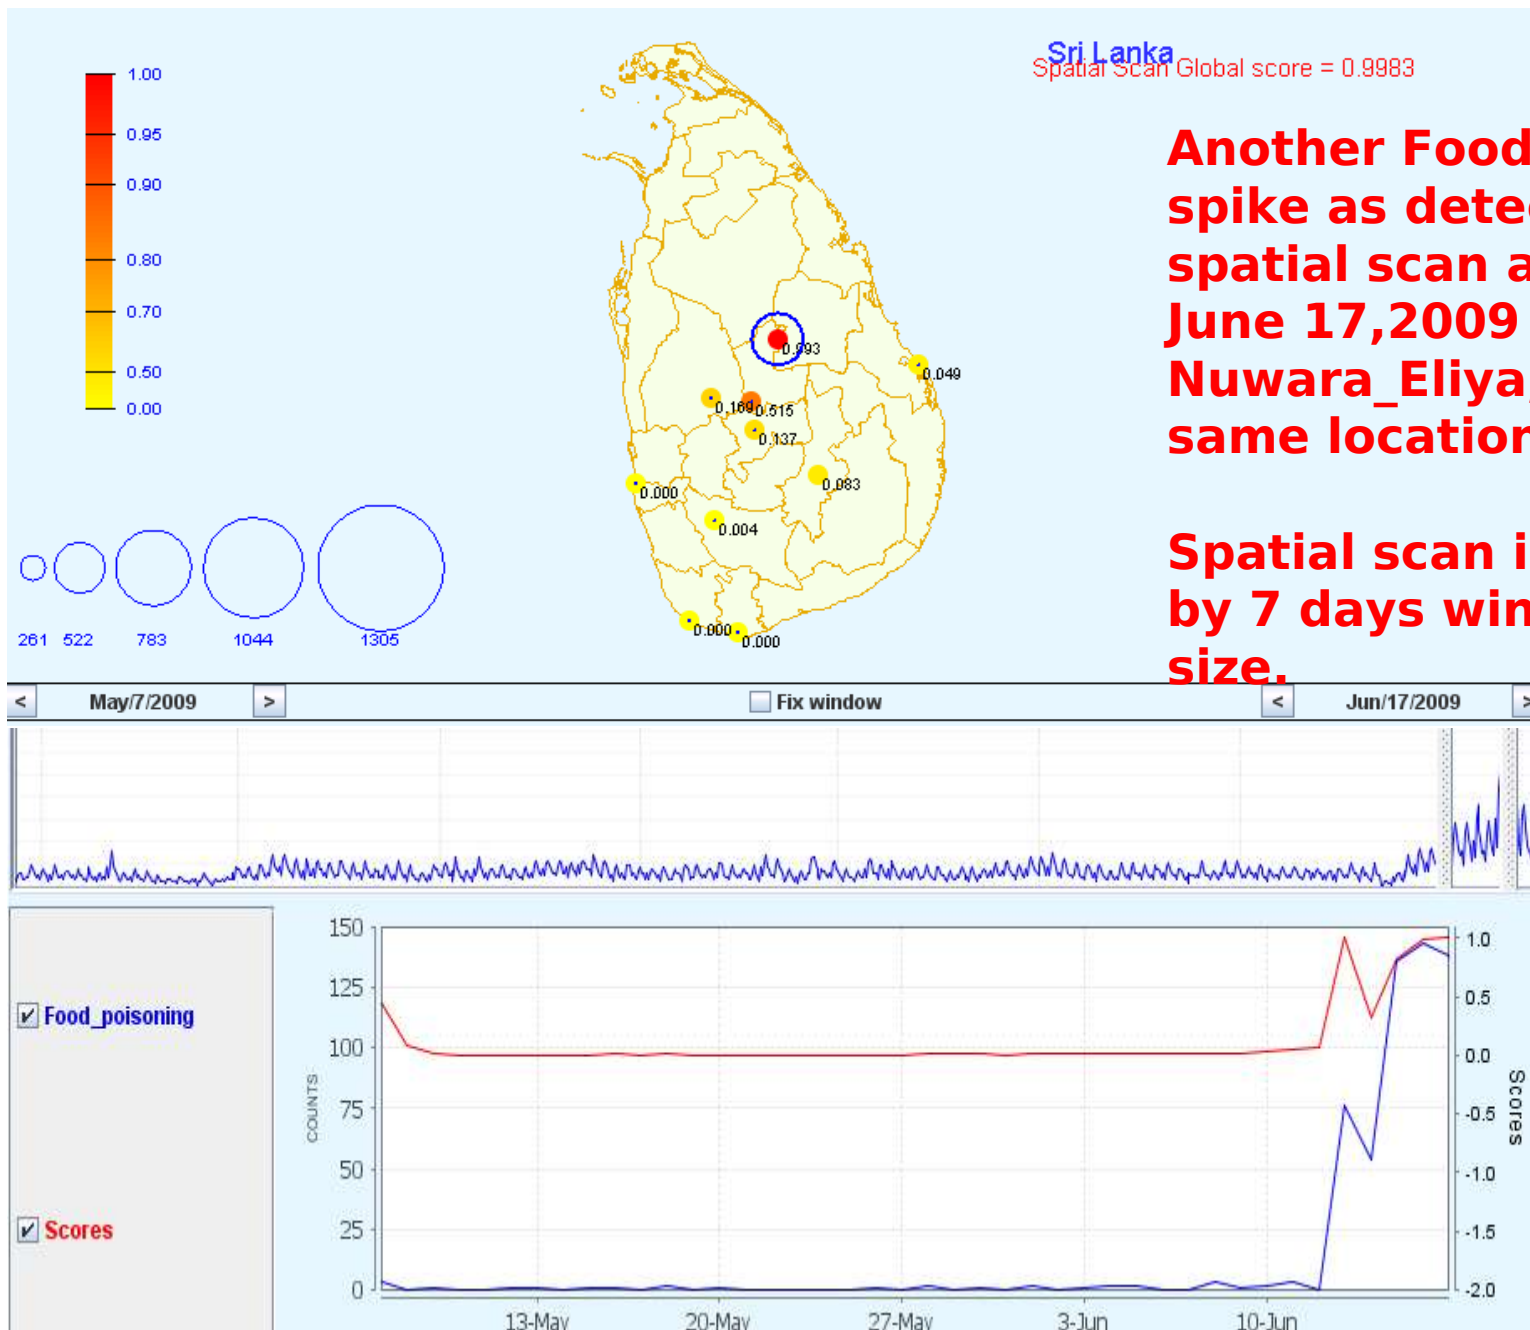 Sri Lanka
Spatial Scan Global score = 0.9983
1.00
0.95
0.90
0.80
0.70
0.50
0.00
Another Food
spike as dete
spatial scan a
June 17,2009
Nuwara_Eliya,
same location
Spatial scan i
by 7 days win
size.
0.993
0.049
0.169
0.515
0.137
0.083
0.000
0.004
0.000
0.000
261 522 783 1044 1305
< May/7/2009 > Fix window < Jun/17/2009 >
Food_poisoning
Scores
COUNTS
150
125
100
75
50
25
0
1.0
0.5
0.0
-0.5
-1.0
-1.5
-2.0
Scores
13-May 20-May 27-May 3-Jun 10-Jun